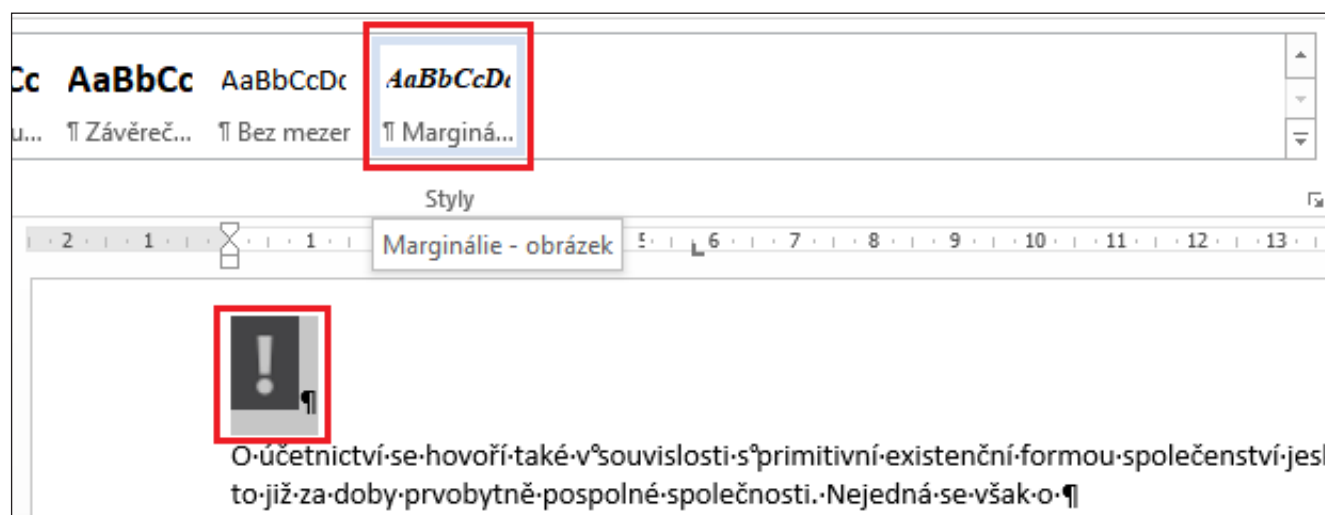 Cc AaBbCc AaBbCcDc AaBbCcDc
u... ¶ Závěreč... ¶ Bez mezer ¶ Marginá...
Styly
2 1 1 5 6 7 8 9 10 11 12 13
Marginálie - obrázek
! ¶
O·účetnictví·se·hovoří·také·v°souvislosti·s°primitivní·existenční·formou·společenství·jes
to·již·za·doby·prvobytně·pospolné·společnosti.·Nejedná·se·však·o·¶